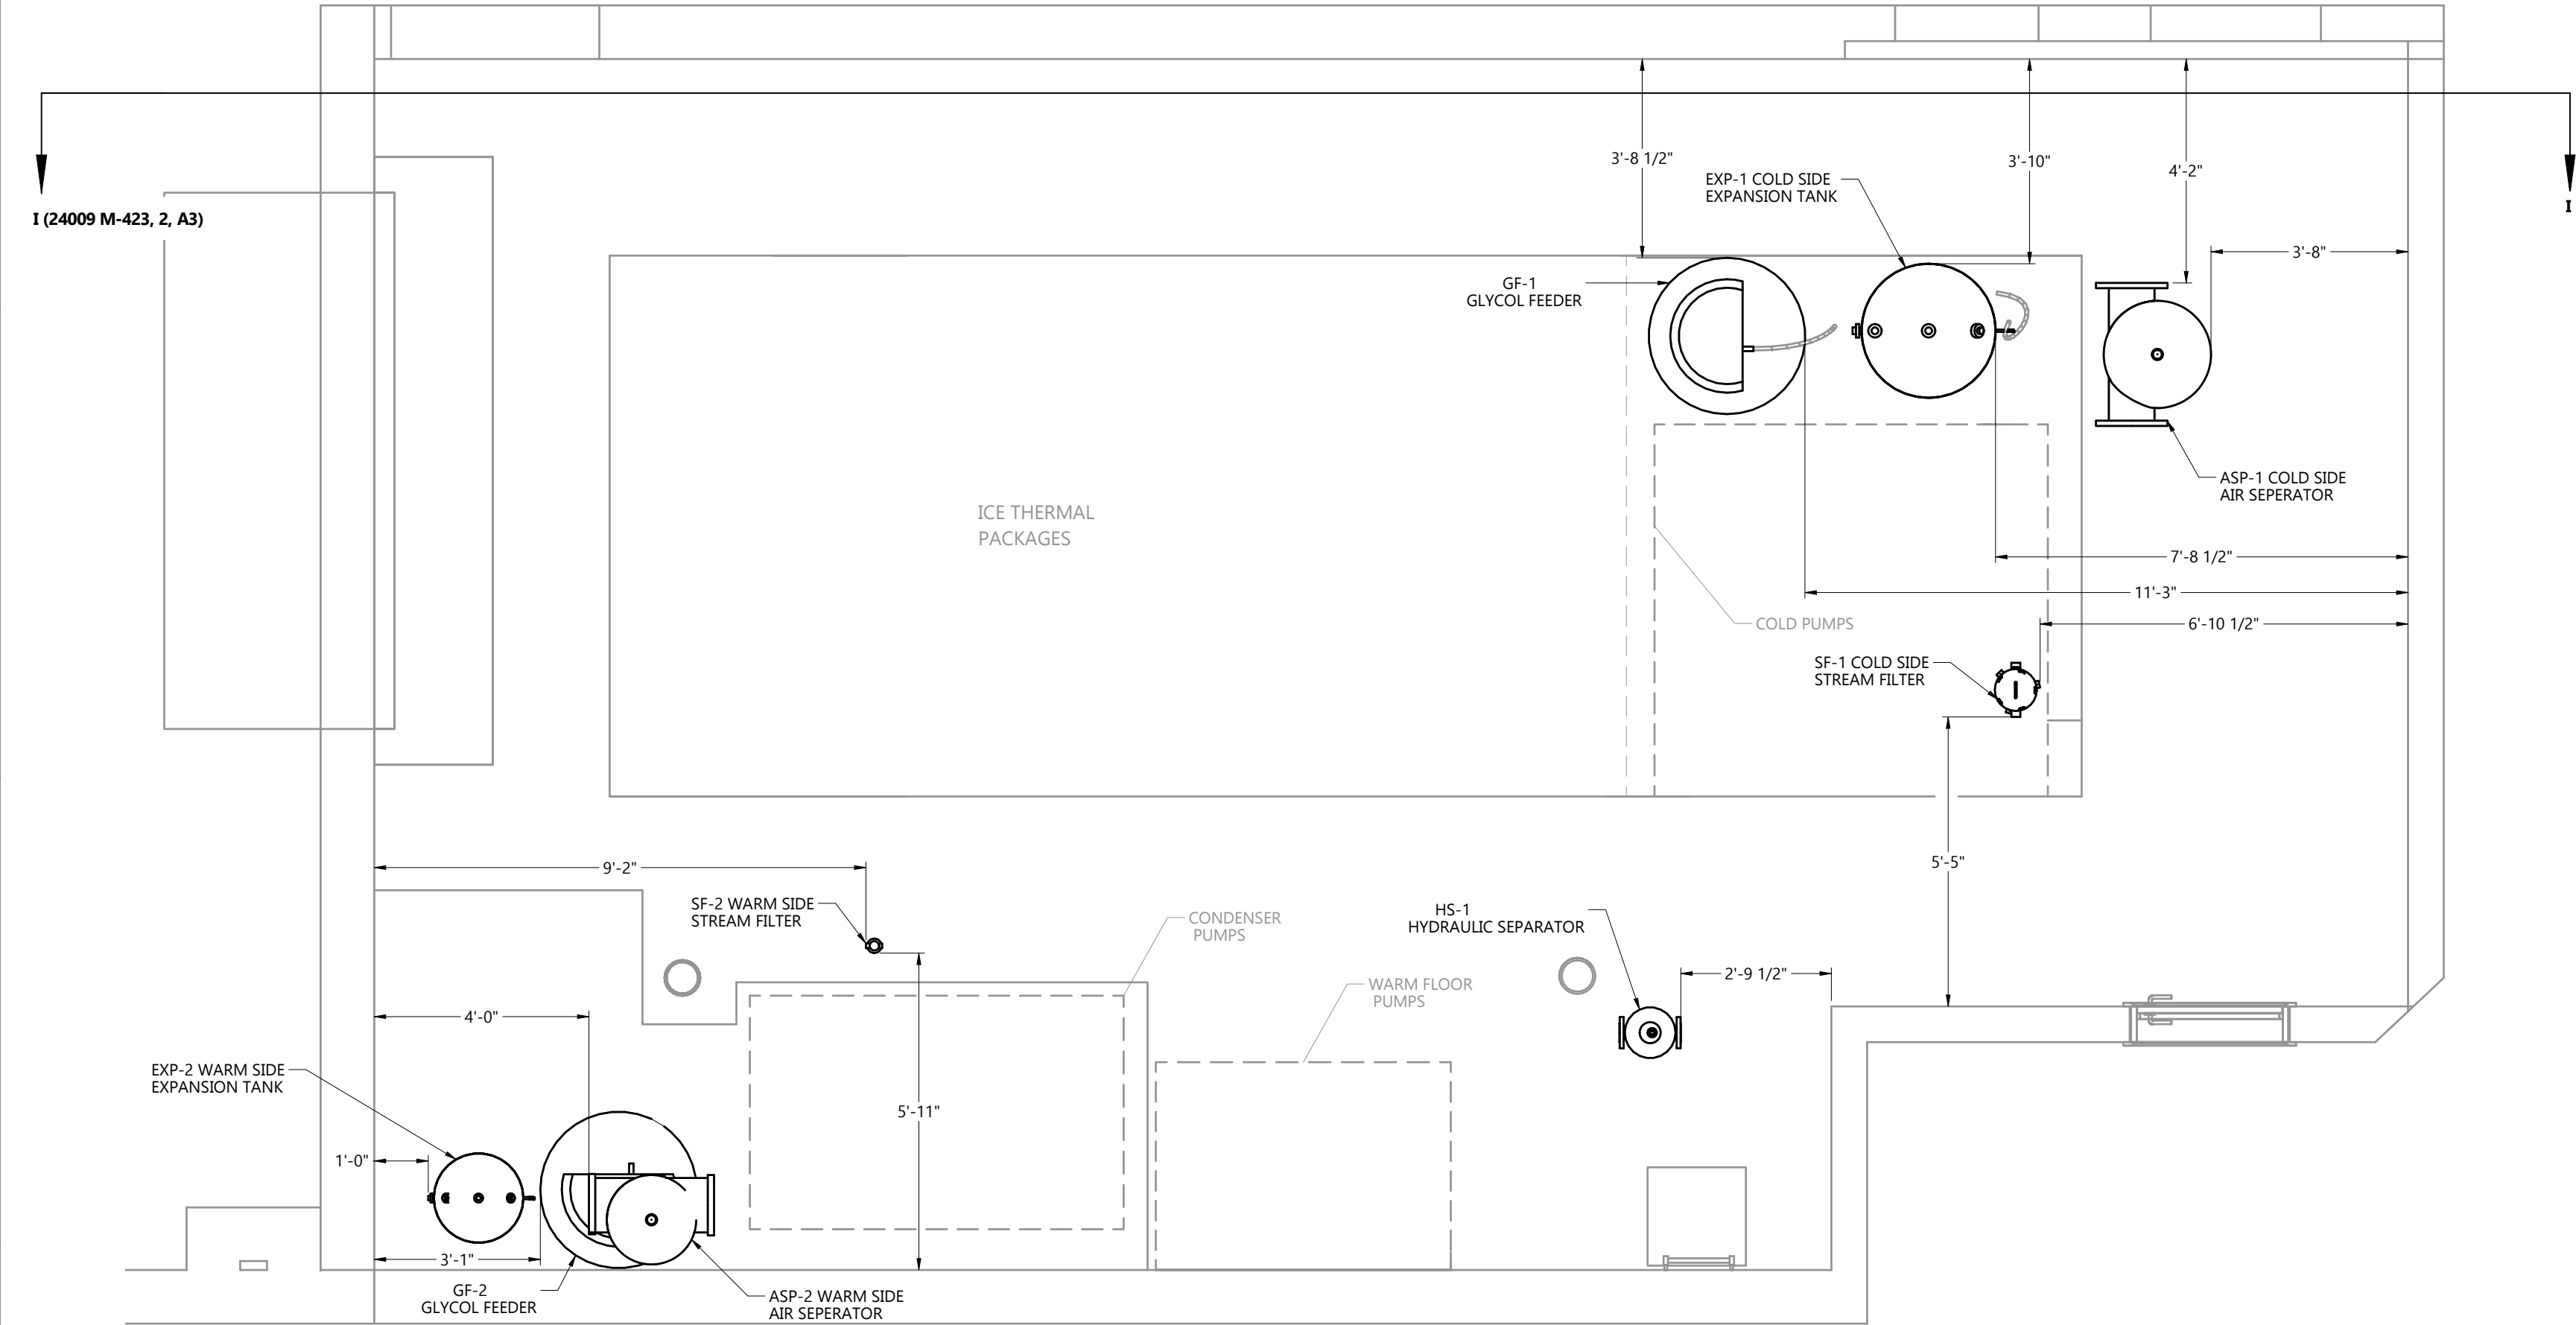 3'-8 1/2"
3'-10"
4'-2"
EXP-1 COLD SIDE
EXPANSION TANK
I (24009 M-423, 2, A3)
I
3'-8"
GF-1
GLYCOL FEEDER
ASP-1 COLD SIDE
AIR SEPERATOR
ICE THERMAL
PACKAGES
7'-8 1/2"
11'-3"
COLD PUMPS
6'-10 1/2"
SF-1 COLD SIDE
STREAM FILTER
9'-2"
5'-5"
SF-2 WARM SIDE
STREAM FILTER
CONDENSER
PUMPS
HS-1
HYDRAULIC SEPARATOR
2'-9 1/2"
WARM FLOOR
PUMPS
4'-0"
EXP-2 WARM SIDE
EXPANSION TANK
5'-11"
1'-0"
3'-1"
GF-2
GLYCOL FEEDER
ASP-2 WARM SIDE
AIR SEPERATOR